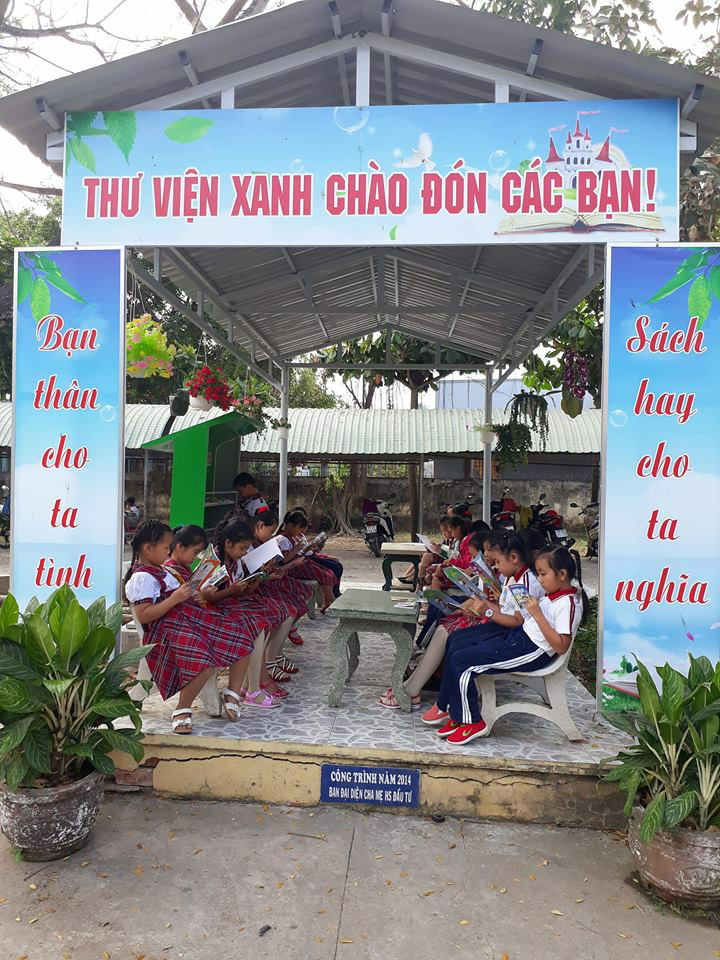 THƯ VIỆN XANH CHÀO ĐÓN CÁC BẠN!
Bạn
thân
cho
ta
tình
Sách
hay
cho
ta
nghĩa
CÔNG TRÌNH NĂM 2014
BAN ĐẠI DIỆN CHA MẸ HS ĐẦU TƯ